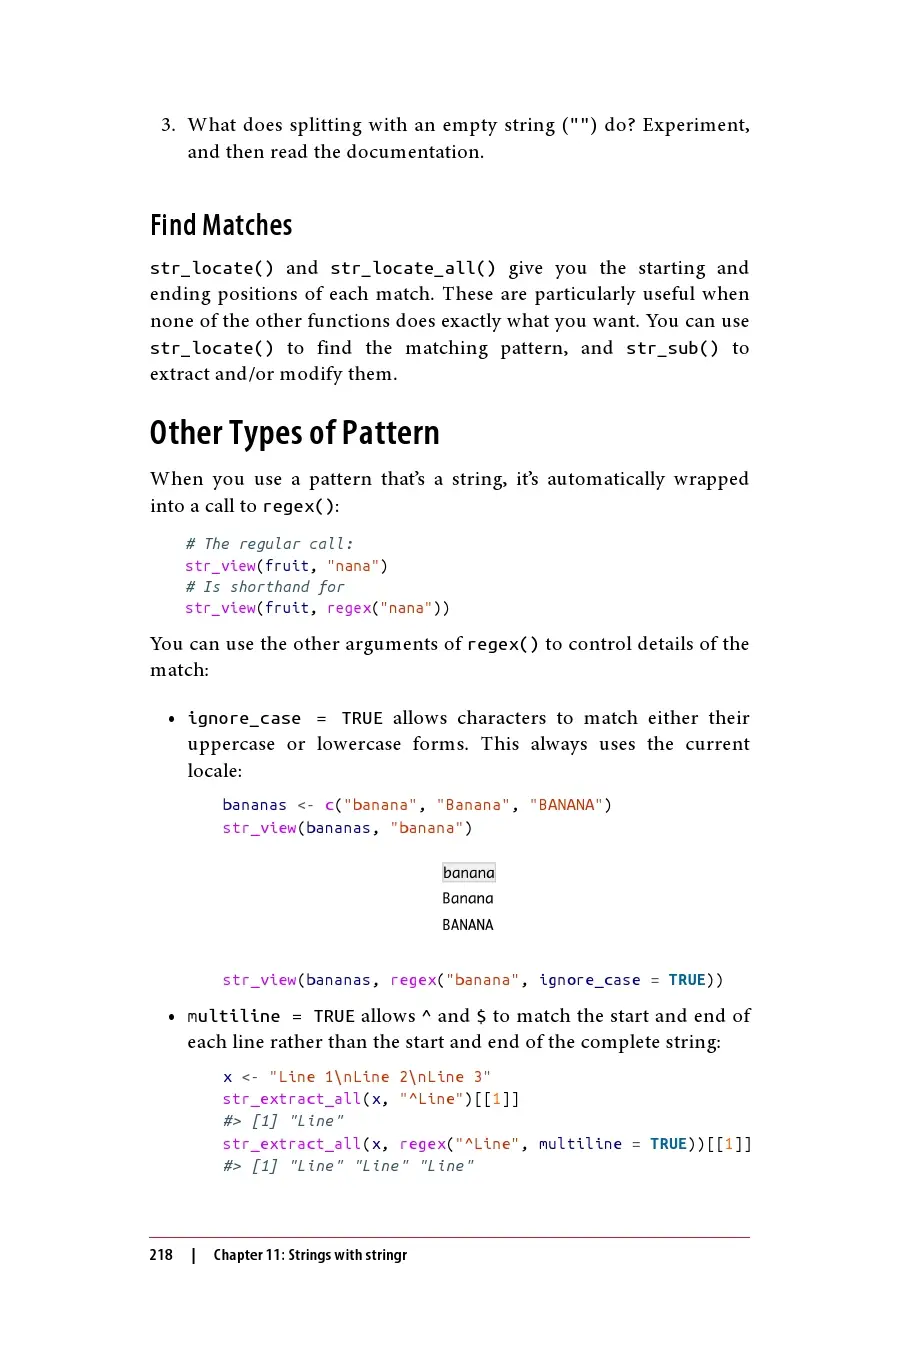 3. What does splitting with an empty string ("") do? Experiment,
and then read the documentation.
Find Matches
str_locate() and str_locate_all() give you the starting and
ending positions of each match. These are particularly useful when
none of the other functions does exactly what you want. You can use
str_locate() to find the matching pattern, and str_sub() to
extract and/or modify them.
Other Types of Pattern
When you use a pattern that’s a string, it’s automatically wrapped
into a call to regex():
# The regular call:
str_view(fruit, "nana")
# Is shorthand for
str_view(fruit, regex("nana"))
You can use the other arguments of regex() to control details of the
match:
• ignore_case = TRUE allows characters to match either their
uppercase or lowercase forms. This always uses the current
locale:
bananas <- c("banana", "Banana", "BANANA")
str_view(bananas, "banana")
banana
Banana
BANANA
str_view(bananas, regex("banana", ignore_case = TRUE))
• multiline = TRUE allows ^ and $ to match the start and end of
each line rather than the start and end of the complete string:
x <- "Line 1\nLine 2\nLine 3"
str_extract_all(x, "^Line")[[1]]
#> [1] "Line"
str_extract_all(x, regex("^Line", multiline = TRUE))[[1]]
#> [1] "Line" "Line" "Line"
218 | Chapter 11: Strings with stringr